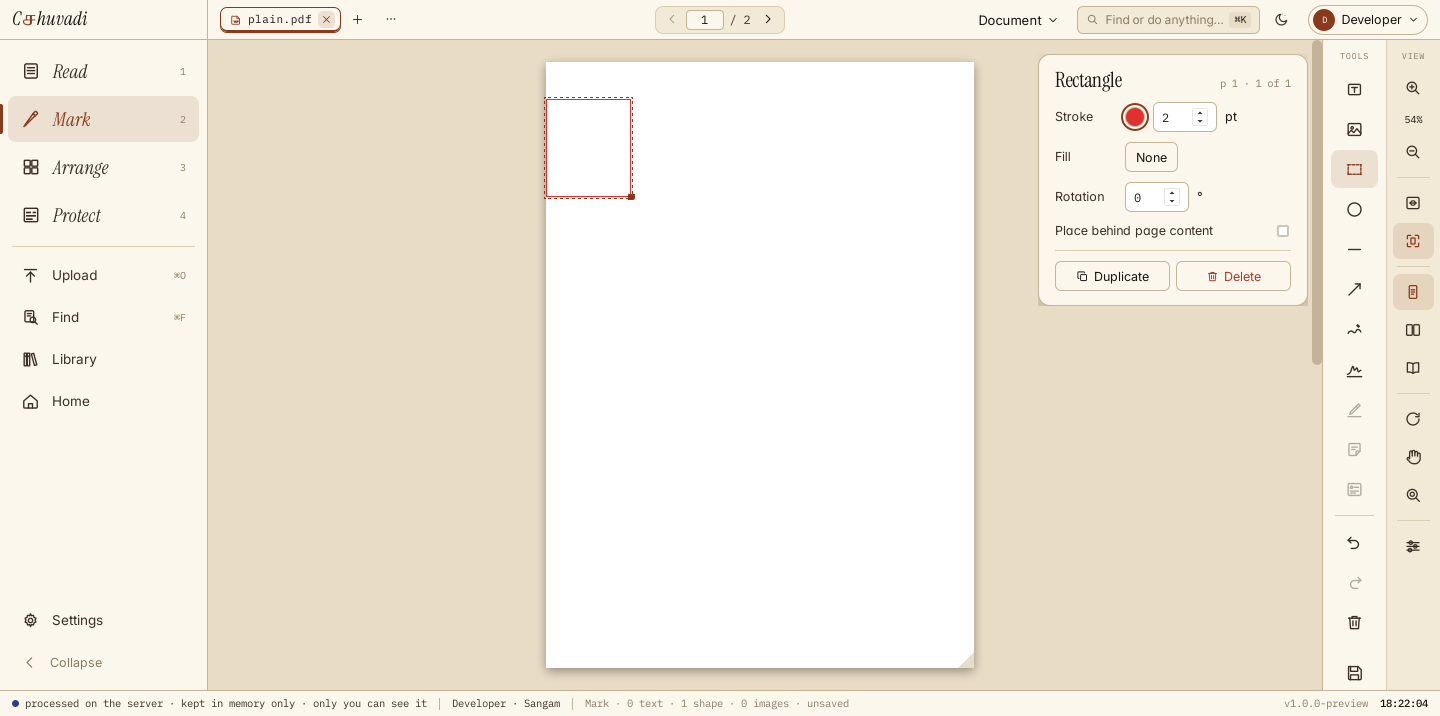 plain.pdf
1 / 2
Document
Find or do anything... ⌘K
D Developer
Read 1
Mark 2
Arrange 3
Protect 4
Upload ⌘O
Find ⌘F
Library
Home
Settings
Collapse
Rectangle p 1 · 1 of 1
Stroke 2 pt
Fill None
Rotation 0 °
Place behind page content
Duplicate Delete
TOOLS
VIEW
54%
processed on the server · kept in memory only · only you can see it
Developer · Sangam
Mark · 0 text · 1 shape · 0 images · unsaved
v1.0.0-preview 18:22:04